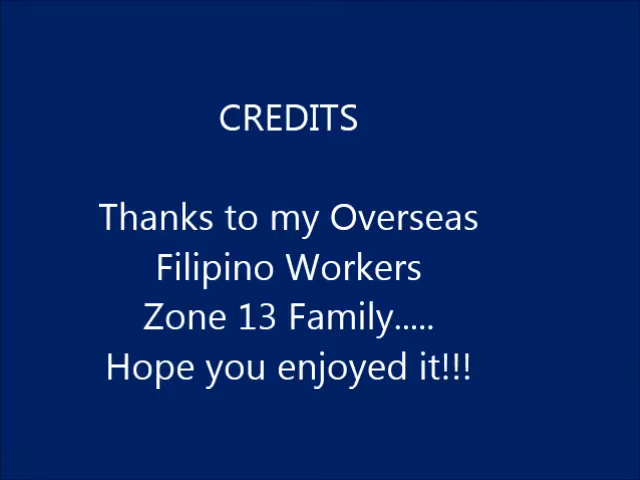 CREDITS
Thanks to my Overseas
Filipino Workers
Zone 13 Family.....
Hope you enjoyed it!!!